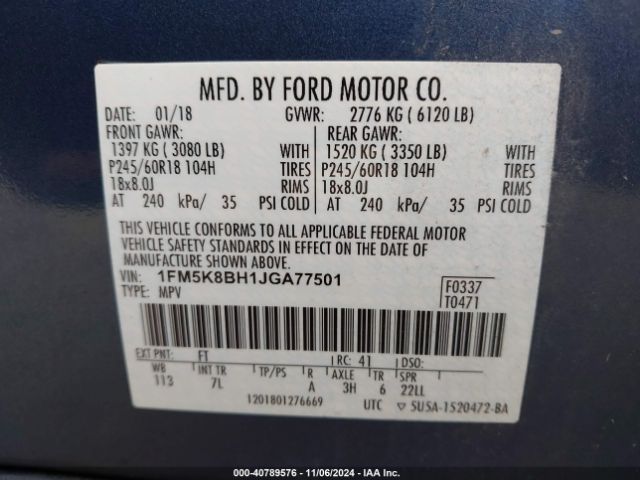 MFD. BY FORD MOTOR CO.
DATE: 01/18 GVWR: 2776 KG ( 6120 LB)
FRONT GAWR: REAR GAWR:
1397 KG ( 3080 LB) WITH 1520 KG ( 3350 LB) WITH
P245/60R18 104H TIRES P245/60R18 104H TIRES
18x8.0J RIMS 18x8.0J RIMS
AT 240 kPa/ 35 PSI COLD AT 240 kPa/ 35 PSI COLD
THIS VEHICLE CONFORMS TO ALL APPLICABLE FEDERAL MOTOR
VEHICLE SAFETY STANDARDS IN EFFECT ON THE DATE OF
MANUFACTURE SHOWN ABOVE.
VIN: 1FM5K8BH1JGA77501 F0337
TYPE: MPV T0471
EXT PNT: FT RC: 41 DSO:
WB INT TR TP/PS R AXLE TR SPR
113 7L A 3H 6 22LL
1201801276669 UTC ▽ 5USA-1520472-BA
000-40789576 - 11/06/2024 - IAA Inc.